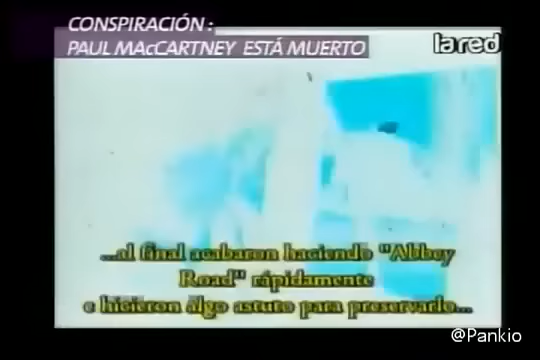 CONSPIRACIÓN :
PAUL MAcCARTNEY ESTÁ MUERTO
la red
...al final acabaron haciendo "Abbey
Road" rápidamente
e hicieron algo astuto para preservarlo...
@Pankio